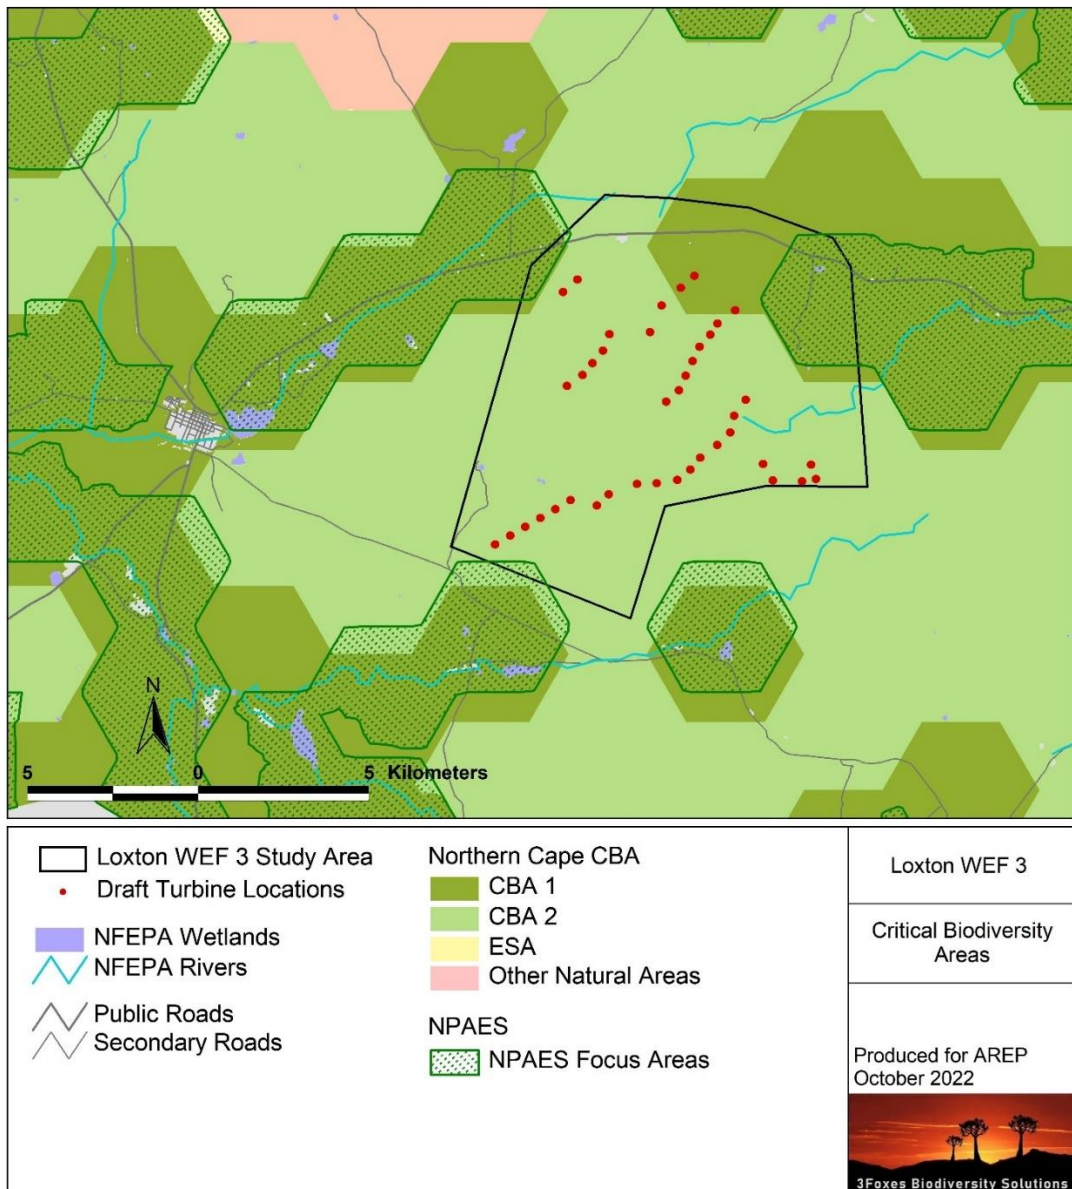 N
5 0 5 Kilometers
Loxton WEF 3 Study Area
Draft Turbine Locations
NFEPA Wetlands
NFEPA Rivers
Public Roads
Secondary Roads
Northern Cape CBA
CBA 1
CBA 2
ESA
Other Natural Areas
NPAES
NPAES Focus Areas
Loxton WEF 3
Critical Biodiversity
Areas
Produced for AREP
October 2022
3Foxes Biodiversity Solutions